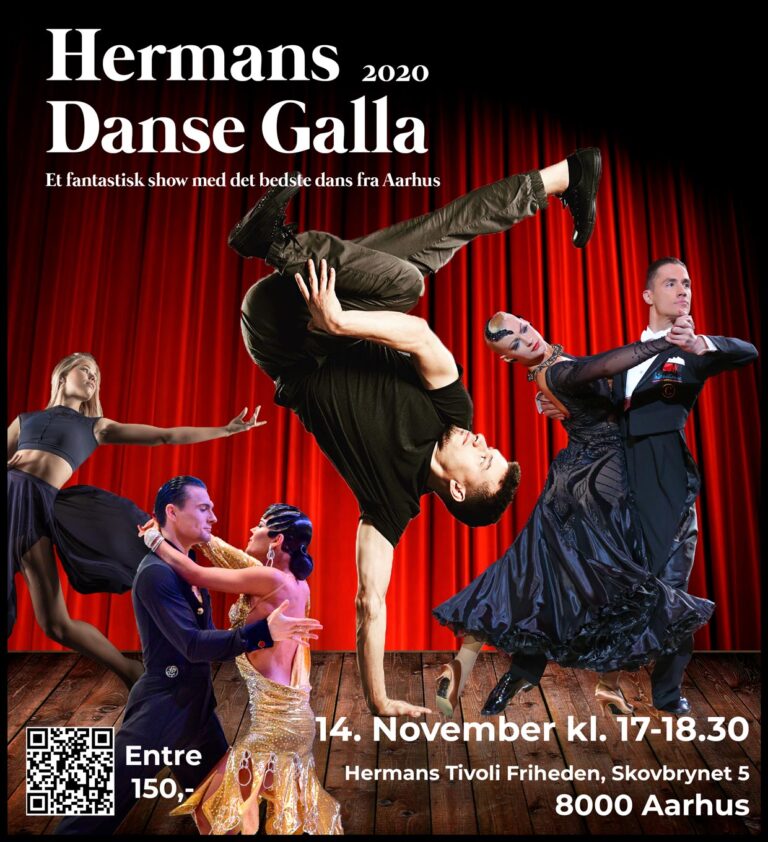 Hermans 2020
Danse Galla
Et fantastisk show med det bedste dans fra Aarhus
14. November kl. 17-18.30
Entre
150,-
Hermans Tivoli Friheden, Skovbrynet 5
8000 Aarhus